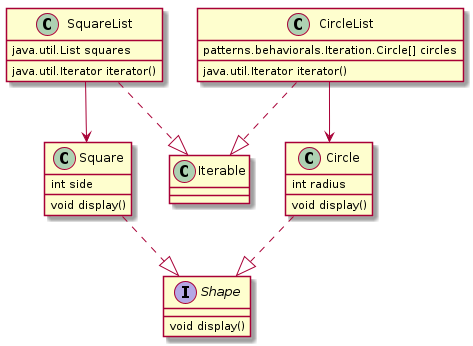 C SquareList
java.util.List squares
java.util.Iterator iterator()
C CircleList
patterns.behaviorals.Iteration.Circle[] circles
java.util.Iterator iterator()
C Square
int side
void display()
C Iterable
C Circle
int radius
void display()
I Shape
void display()